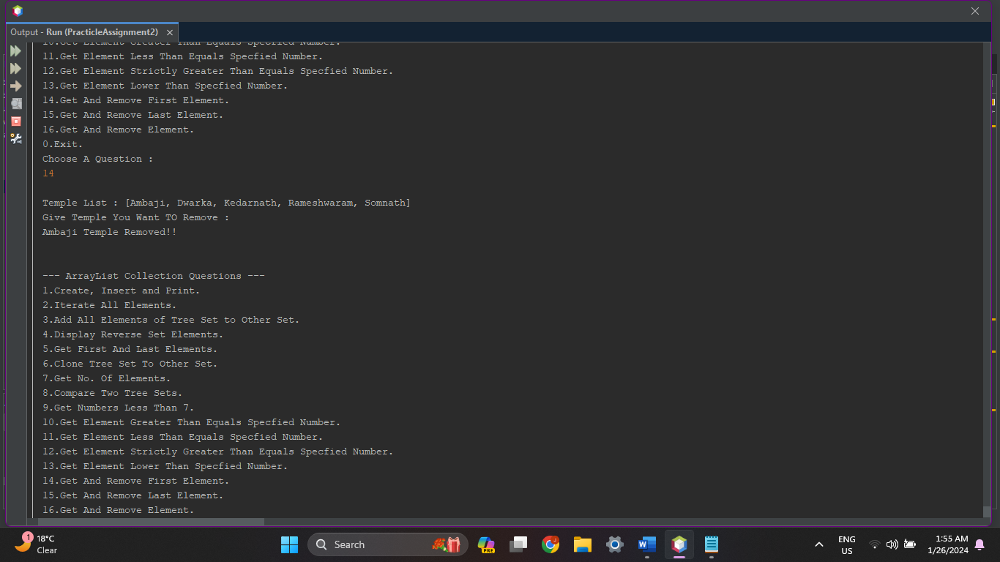 Output - Run (PracticleAssignment2)
10.Get Element Greater Than Equals Specfied Number.
11.Get Element Less Than Equals Specfied Number.
12.Get Element Strictly Greater Than Equals Specfied Number.
13.Get Element Lower Than Specfied Number.
14.Get And Remove First Element.
15.Get And Remove Last Element.
16.Get And Remove Element.
0.Exit.
Choose A Question :
14
Temple List : [Ambaji, Dwarka, Kedarnath, Rameshwaram, Somnath]
Give Temple You Want TO Remove :
Ambaji Temple Removed!!
--- ArrayList Collection Questions ---
1.Create, Insert and Print.
2.Iterate All Elements.
3.Add All Elements of Tree Set to Other Set.
4.Display Reverse Set Elements.
5.Get First And Last Elements.
6.Clone Tree Set To Other Set.
7.Get No. Of Elements.
8.Compare Two Tree Sets.
9.Get Numbers Less Than 7.
10.Get Element Greater Than Equals Specfied Number.
11.Get Element Less Than Equals Specfied Number.
12.Get Element Strictly Greater Than Equals Specfied Number.
13.Get Element Lower Than Specfied Number.
14.Get And Remove First Element.
15.Get And Remove Last Element.
16.Get And Remove Element.
1
18°C
Clear
Search
PRE
W
ENG
US
1:55 AM
1/26/2024